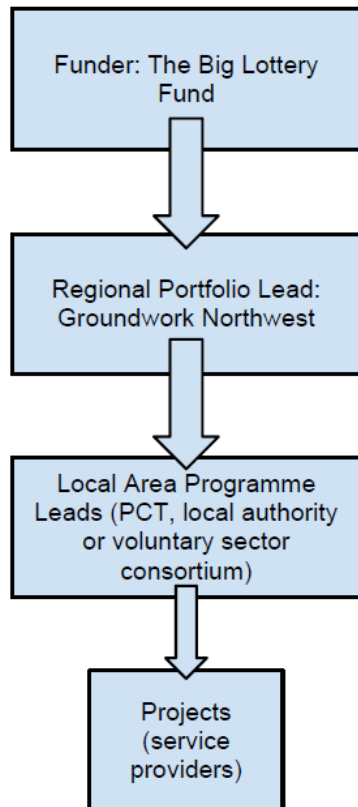 Funder: The Big Lottery
Fund
Regional Portfolio Lead:
Groundwork Northwest
Local Area Programme
Leads (PCT, local authority
or voluntary sector
consortium)
Projects
(service
providers)